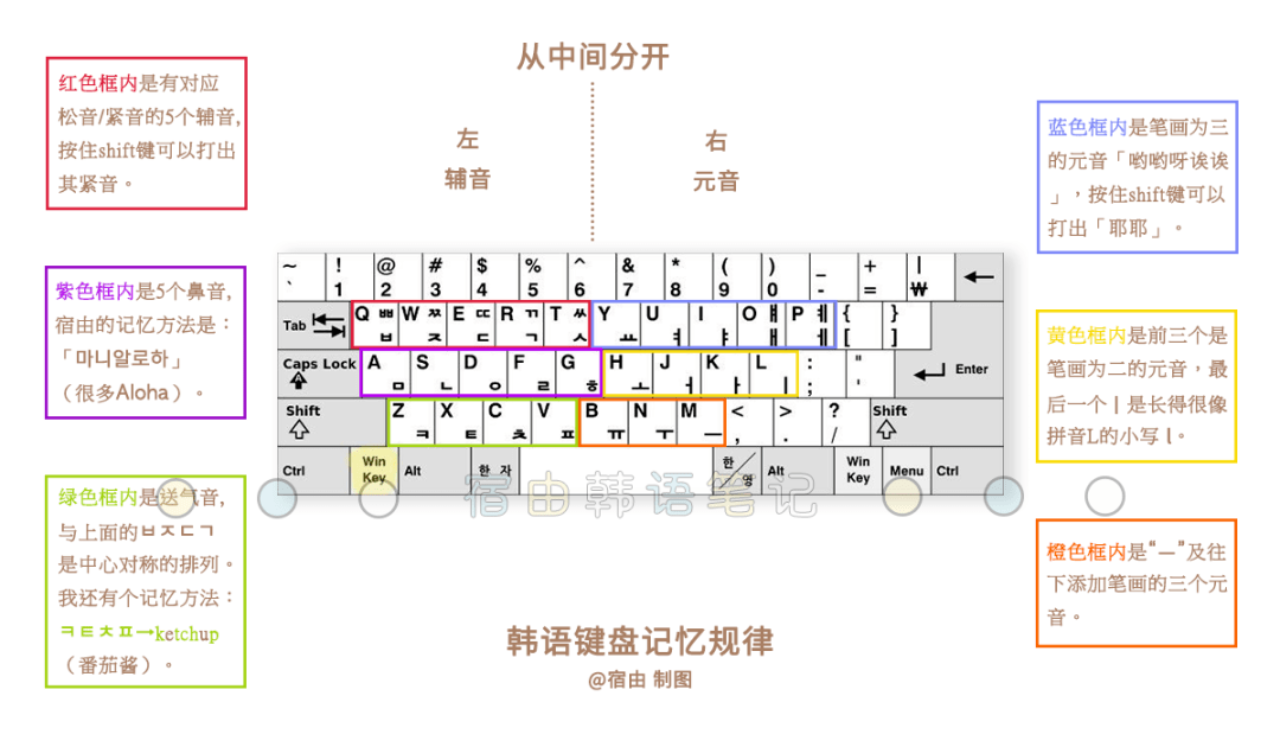 从中间分开
左
辅音
右
元音
红色框内是有对应
松音/紧音的5个辅音,
按住shift键可以打出
其紧音。
紫色框内是5个鼻音,
宿由的记忆方法是：
「마니알로하」
（很多Aloha）。
绿色框内是送气音,
与上面的ㅂㅈㄷㄱ
是中心对称的排列。
我还有个记忆方法：
ㅋㅌㅊㅍ→ketchup
（番茄酱）。
~ ! @ # $ % ^ & * ( ) _ + | ←
` 1 2 3 4 5 6 7 8 9 0 - = ₩
Tab Q ㅃ W ㅉ E ㄸ R ㄲ T ㅆ Y U I O ㅒ P ㅖ { }
ㅂ ㅈ ㄷ ㄱ ㅅ ㅛ ㅕ ㅑ ㅐ ㅔ [ ]
Caps Lock A S D F G H J K L : " Enter
ㅁ ㄴ ㅇ ㄹ ㅎ ㅗ ㅓ ㅏ ㅣ ; '
Shift Z X C V B N M < > ? Shift
ㅋ ㅌ ㅊ ㅍ ㅠ ㅜ ㅡ , . /
Ctrl Win Key Alt 한 자 한/영 Alt Win Key Menu Ctrl
宿由韩语笔记
蓝色框内是笔画为三
的元音「哟哟呀诶诶
」，按住shift键可以
打出「耶耶」。
黄色框内是前三个是
笔画为二的元音，最
后一个ㅣ是长得很像
拼音L的小写 l。
橙色框内是“ㅡ”及往
下添加笔画的三个元
音。
韩语键盘记忆规律
@宿由 制图